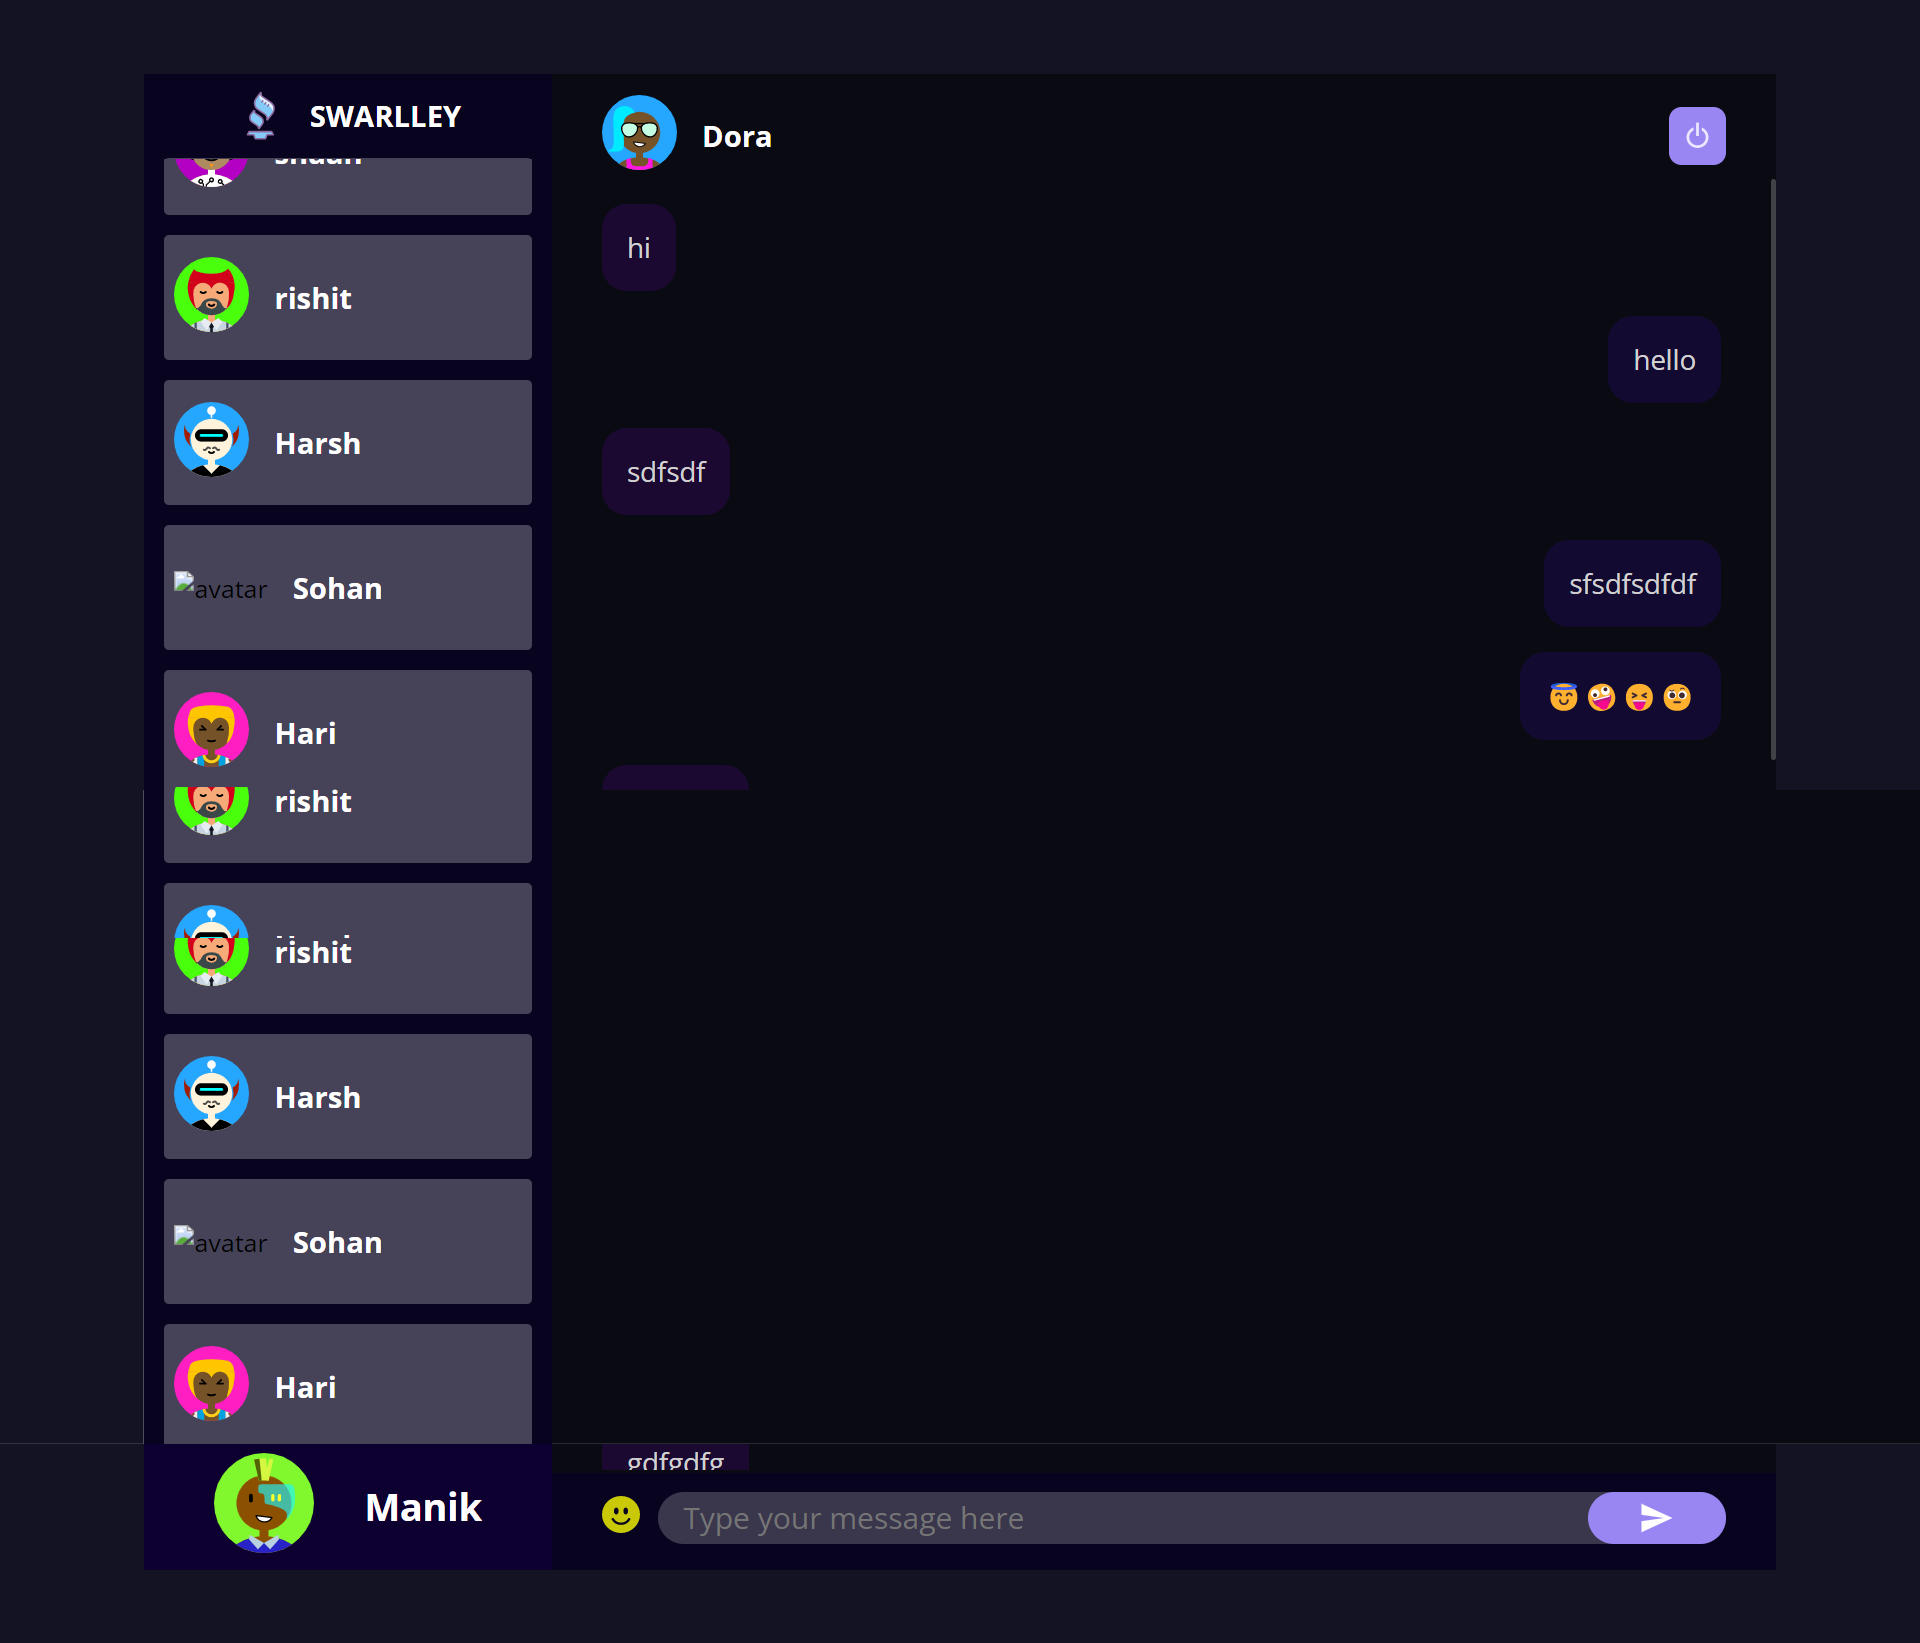 SWARLLEY
shaan
rishit
Harsh
avatar Sohan
Hari
rishit
rishit
Harsh
avatar Sohan
Hari
Manik
Dora
hi
hello
sdfsdf
sfsdfsdfdf
😇 🤪 😝 🥺
gdfgdfg
Type your message here